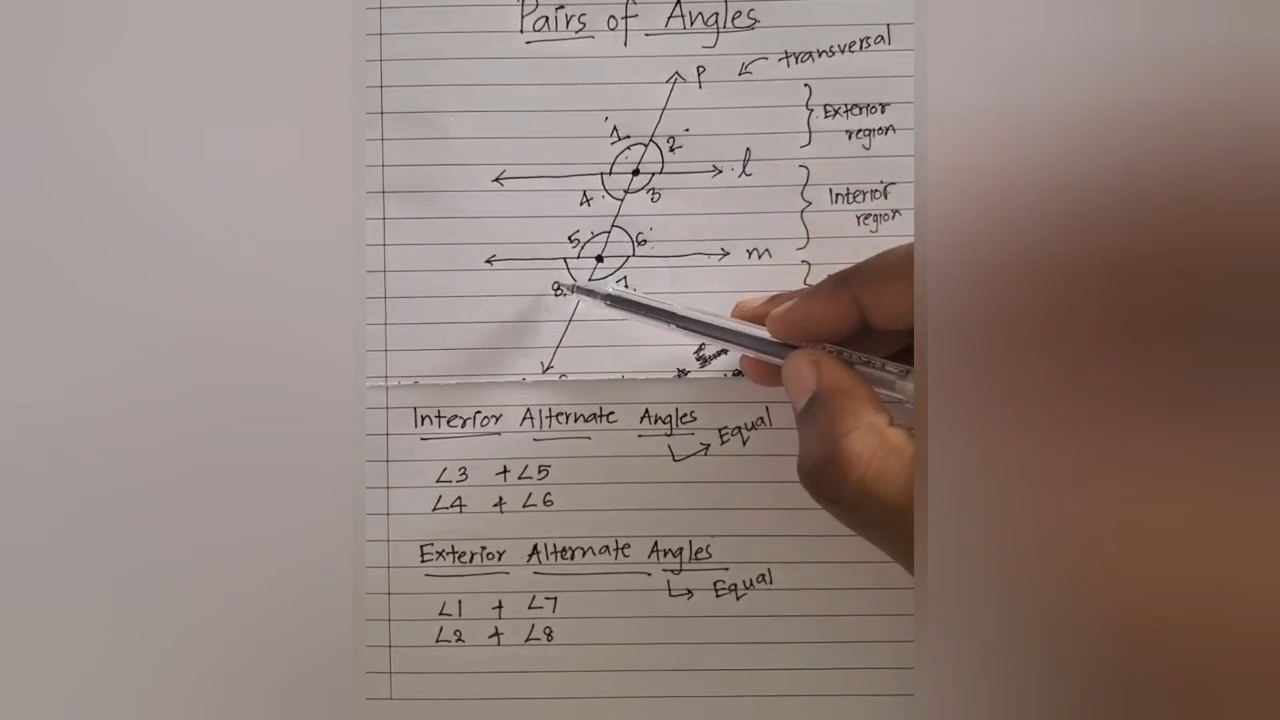 Pairs of Angles
p
transversal
Exterior
region
1
2
l
4
3
Interior
region
5
6
m
8
7
Interior Alternate Angles
Equal
∠3 + ∠5
∠4 + ∠6
Exterior Alternate Angles
Equal
∠1 + ∠7
∠2 + ∠8